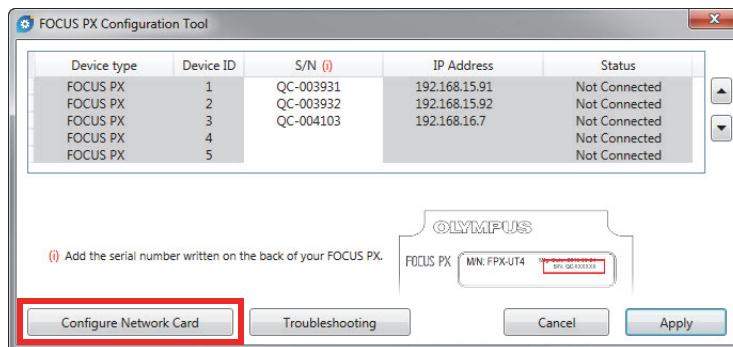 FOCUS PX Configuration Tool
Device type Device ID S/N (i) IP Address Status
FOCUS PX 1 QC-003931 192.168.15.91 Not Connected
FOCUS PX 2 QC-003932 192.168.15.92 Not Connected
FOCUS PX 3 QC-004103 192.168.16.7 Not Connected
FOCUS PX 4 Not Connected
FOCUS PX 5 Not Connected
OLYMPUS
(i) Add the serial number written on the back of your FOCUS PX.
FOCUS PX M/N: FPX-UT4
S/N: QC-XXXXXX
Configure Network Card Troubleshooting Cancel Apply